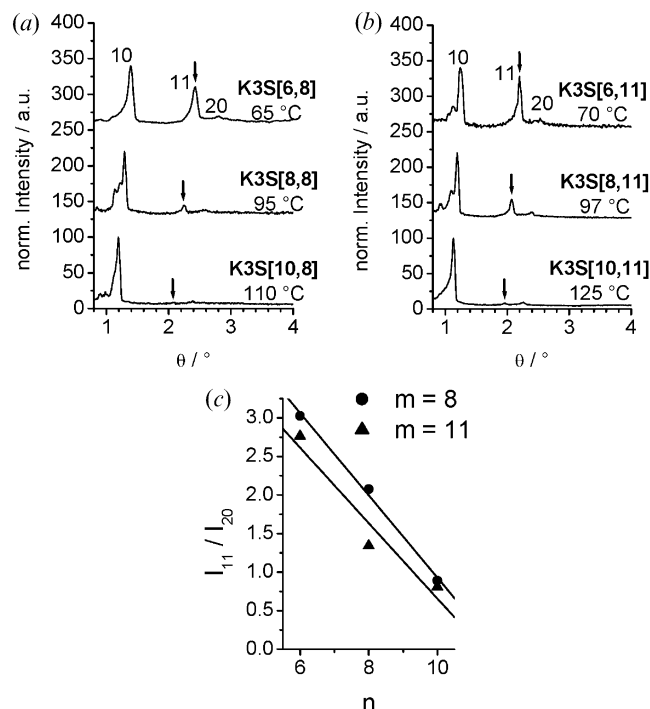 (a)
400
350
300
250
200
150
100
50
0
norm. Intensity / a.u.
10
11
20
K3S[6,8]
65 °C
K3S[8,8]
95 °C
K3S[10,8]
110 °C
1 2 3 4
θ / °
(b)
400
350
300
250
200
150
100
50
0
norm. Intensity / a.u.
10
11
20
K3S[6,11]
70 °C
K3S[8,11]
97 °C
K3S[10,11]
125 °C
1 2 3 4
θ / °
(c)
m = 8
m = 11
3.0
2.5
2.0
1.5
1.0
0.5
0.0
I₁₁ / I₂₀
6 8 10
n